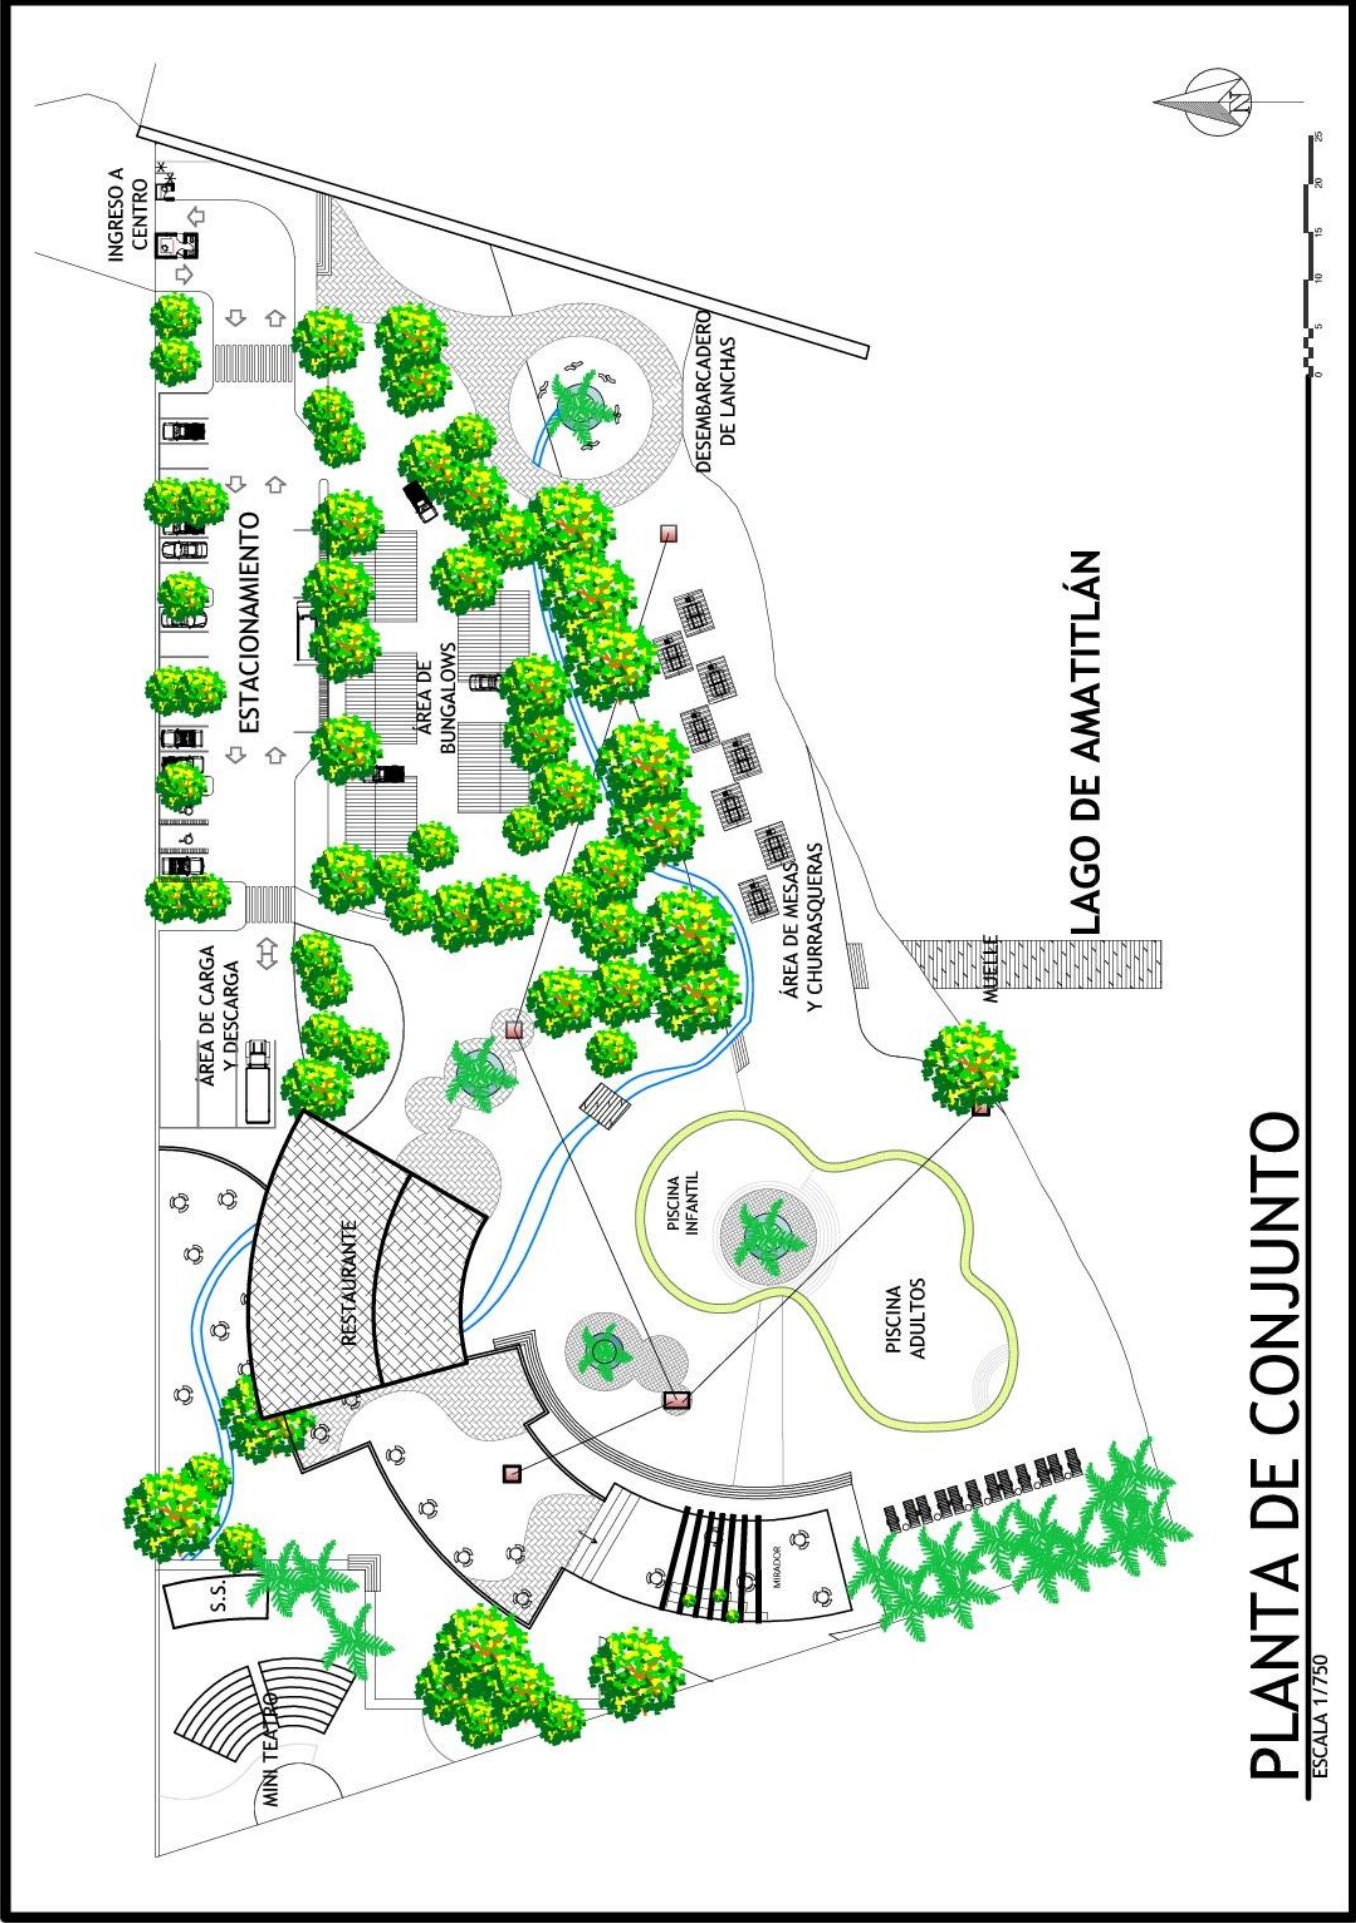 INGRESO A
CENTRO
ESTACIONAMIENTO
ÁREA DE
BUNGALOWS
DESEMBARCADERO
DE LANCHAS
ÁREA DE CARGA
Y DESCARGA
ÁREA DE MESAS
Y CHURRASQUERAS
MUELLE
LAGO DE AMATITLÁN
RESTAURANTE
PISCINA
INFANTIL
PISCINA
ADULTOS
MIRADOR
S.S.
MINI TEATRO
N
0 5 10 15 20 25
PLANTA DE CONJUNTO
ESCALA 1/750